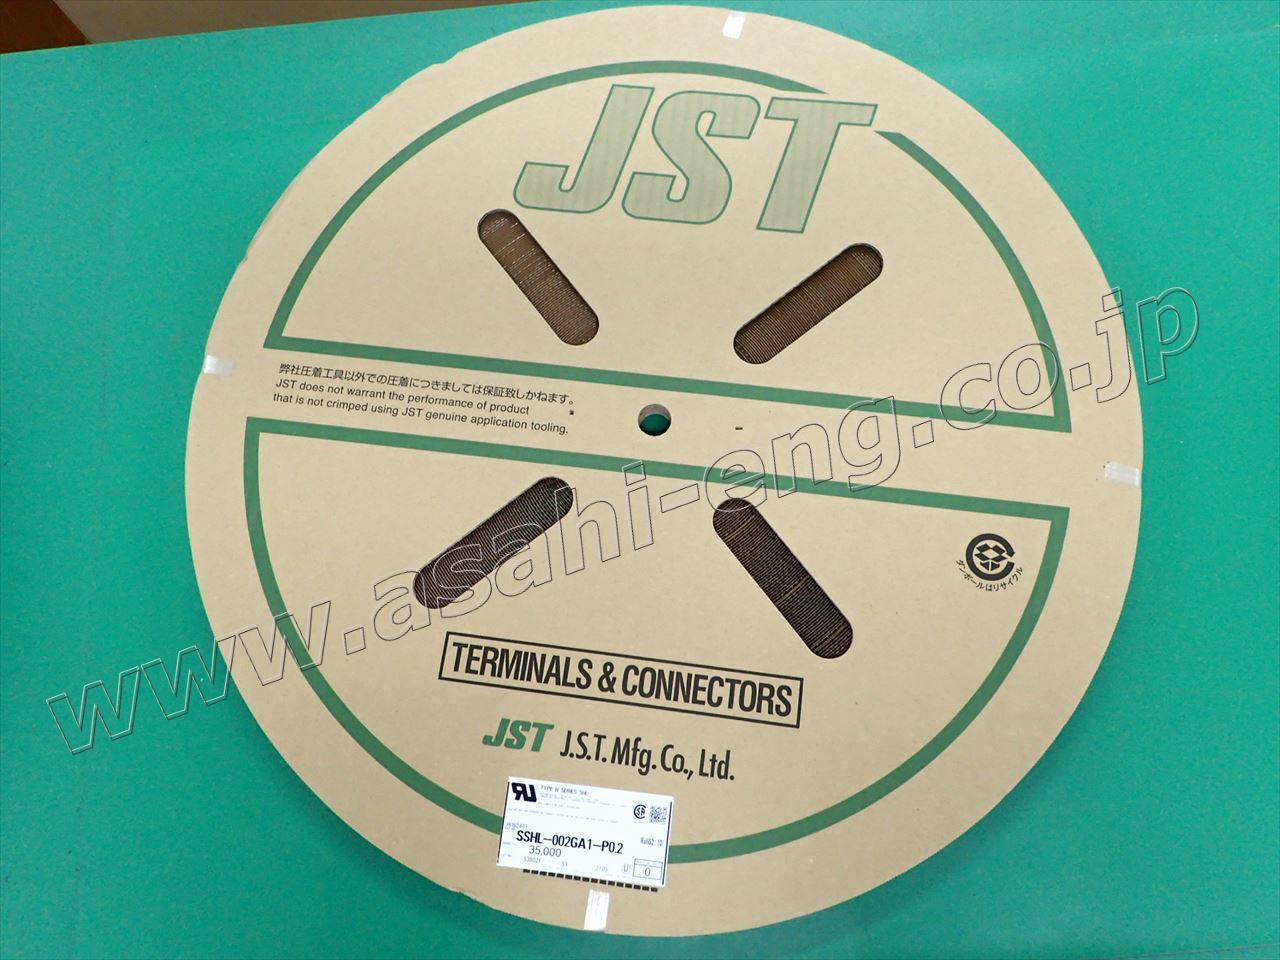 JST
弊社圧着工具以外での圧着につきましては保証致しかねます。
JST does not warrant the performance of product
that is not crimped using JST genuine application tooling.
www.asahi-eng.co.jp
ダンボールはリサイクル
TERMINALS & CONNECTORS
JST J.S.T. Mfg. Co., Ltd.
TYPE H SERIES SHL
SSHL-002GA1-P0.2
35,000
0